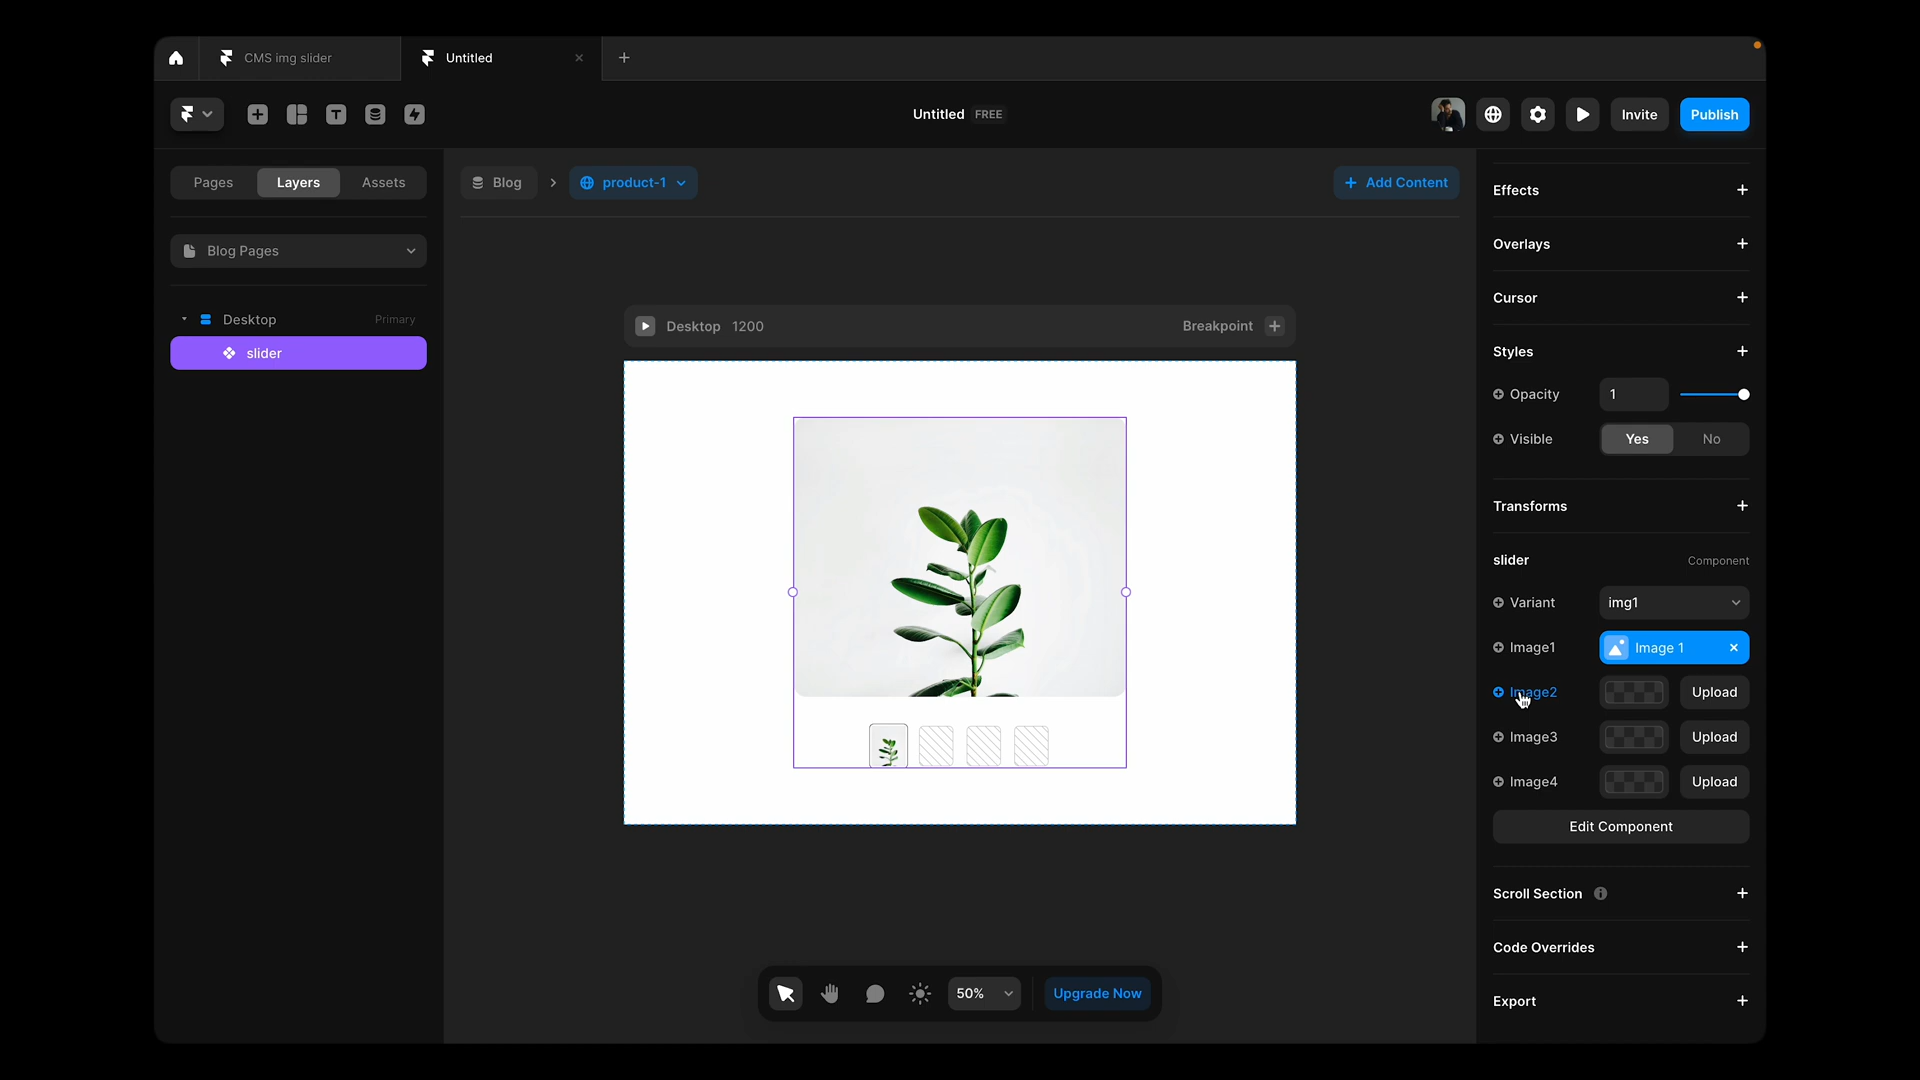 CMS img slider
Untitled
Untitled FREE
Invite
Publish
Pages
Layers
Assets
Blog
product-1
Add Content
Blog Pages
Desktop
Primary
slider
Desktop 1200
Breakpoint
Effects
Overlays
Cursor
Styles
Opacity
1
Visible
Yes
No
Transforms
slider
Component
Variant
img1
Image1
Image 1
Image2
Upload
Image3
Upload
Image4
Upload
Edit Component
Scroll Section
Code Overrides
Export
50%
Upgrade Now